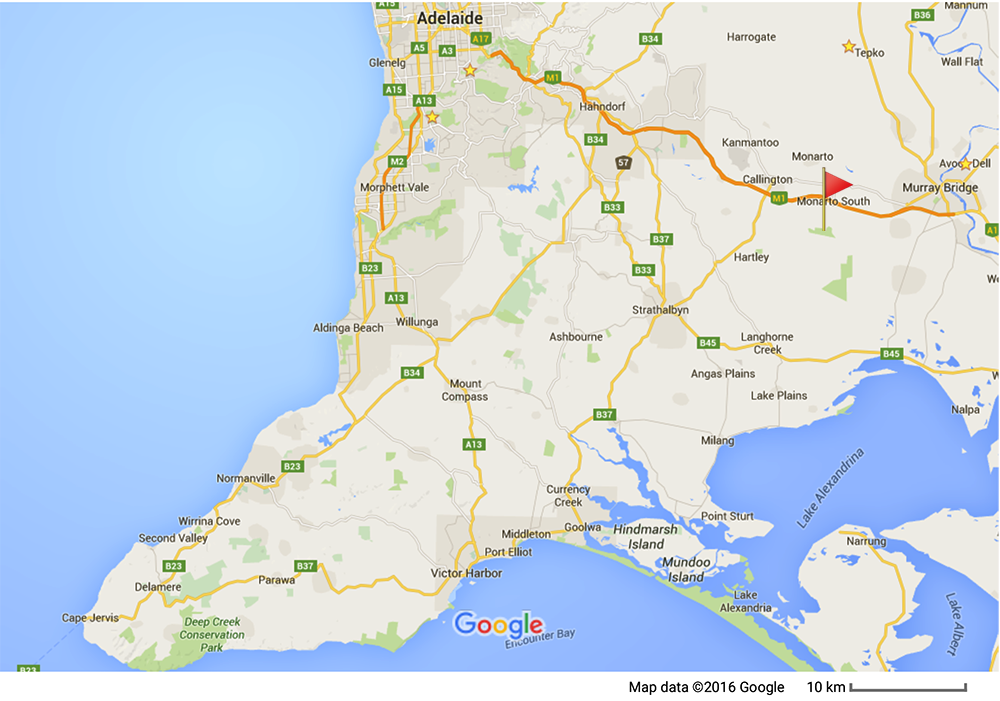 A15
Adelaide
B36
Mannum
A17
A5
A3
B34
Harrogate
Tepko
Glenelg
Wall Flat
M1
A15
A13
Hahndorf
B34
Kanmantoo
57
Monarto
M2
Callington
Avoca Dell
Morphett Vale
M1
Monarto South
Murray Bridge
B33
B37
A1
B23
B33
Hartley
A13
Strathalbyn
Aldinga Beach
Willunga
Ashbourne
B45
Langhorne
Creek
B45
B34
Mount
Compass
Angas Plains
Lake Plains
B37
Nalpa
A13
Milang
B23
Normanville
Lake Alexandrina
Currency
Creek
Wirrina Cove
Point Sturt
Second Valley
Middleton
Goolwa
Hindmarsh
Island
Narrung
Port Elliot
B23
B37
Mundoo
Island
Delamere
Parawa
Victor Harbor
Lake
Alexandrina
Cape Jervis
Deep Creek
Conservation
Park
Google
Encounter Bay
Lake Albert
B23
Map data ©2016 Google
10 km